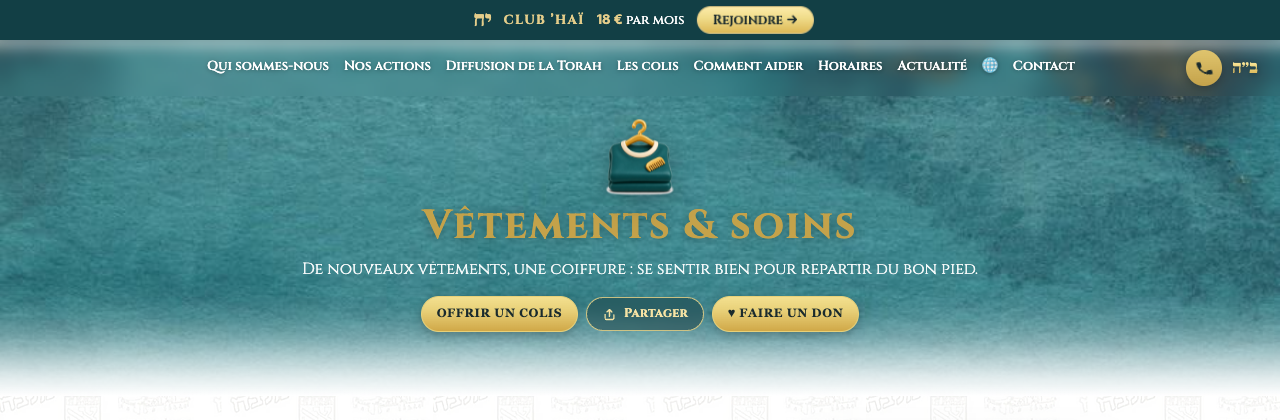 חי CLUB 'HAÏ 18 € PAR MOIS Rejoindre →
Qui sommes-nous Nos actions Diffusion de la Torah Les colis Comment aider Horaires Actualité Contact ב״ה
Vêtements & soins
De nouveaux vêtements, une coiffure : se sentir bien pour repartir du bon pied.
OFFRIR UN COLIS Partager ♥ FAIRE UN DON